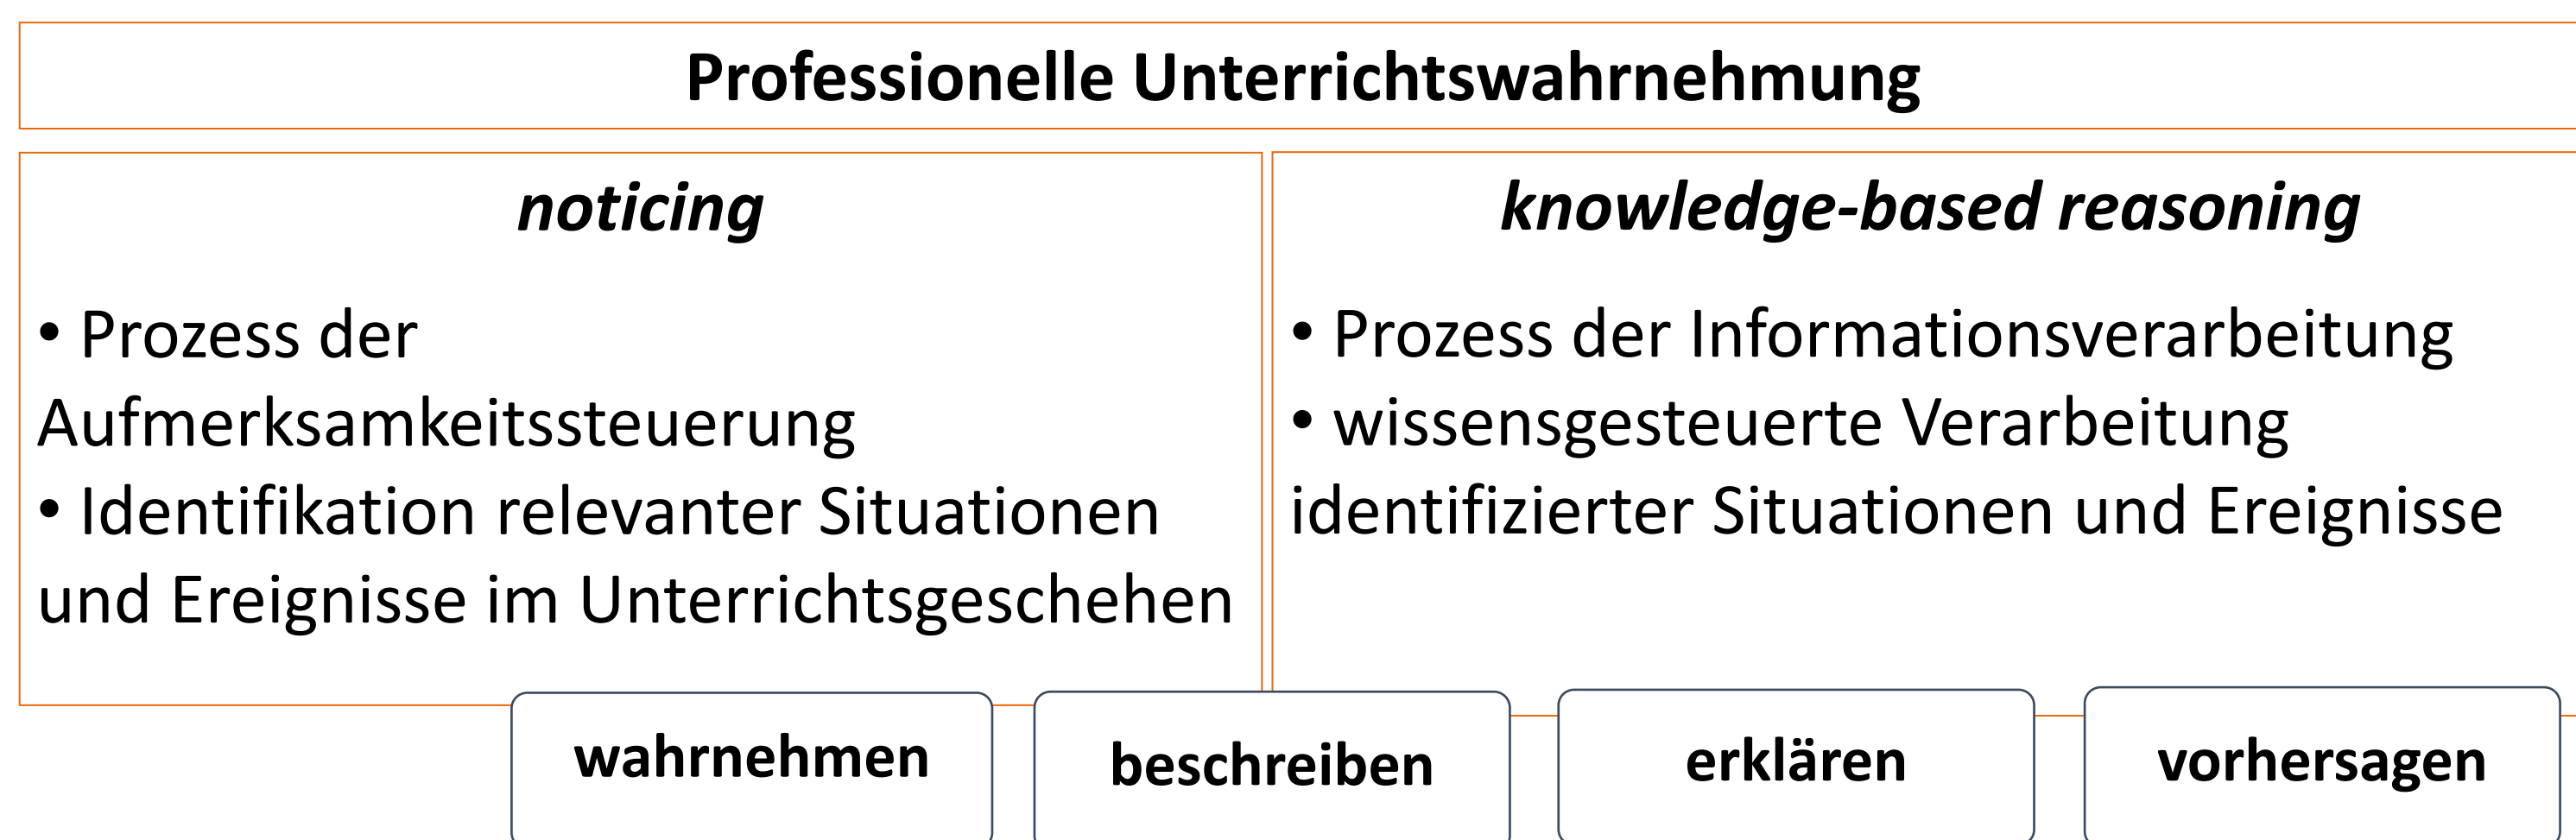 Professionelle Unterrichtswahrnehmung
noticing
• Prozess der
Aufmerksamkeitssteuerung
• Identifikation relevanter Situationen
und Ereignisse im Unterrichtsgeschehen
knowledge-based reasoning
• Prozess der Informationsverarbeitung
• wissensgesteuerte Verarbeitung
identifizierter Situationen und Ereignisse
wahrnehmen
beschreiben
erklären
vorhersagen